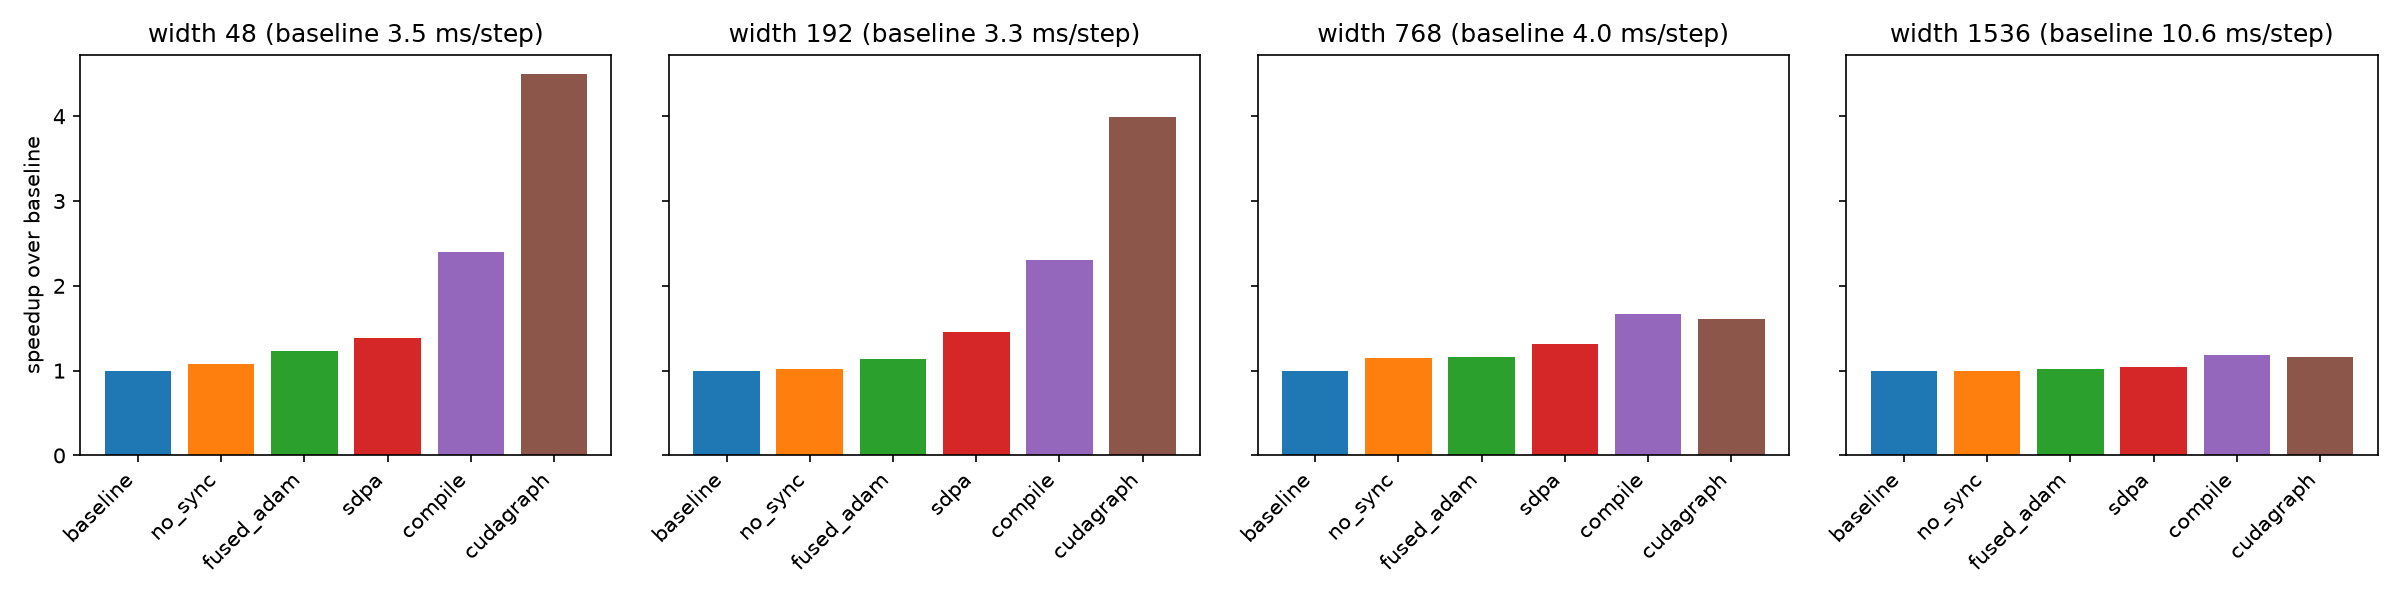 width 48 (baseline 3.5 ms/step)
width 192 (baseline 3.3 ms/step)
width 768 (baseline 4.0 ms/step)
width 1536 (baseline 10.6 ms/step)
speedup over baseline
4
3
2
1
0
baseline
no_sync
fused_adam
sdpa
compile
cudagraph
baseline
no_sync
fused_adam
sdpa
compile
cudagraph
baseline
no_sync
fused_adam
sdpa
compile
cudagraph
baseline
no_sync
fused_adam
sdpa
compile
cudagraph